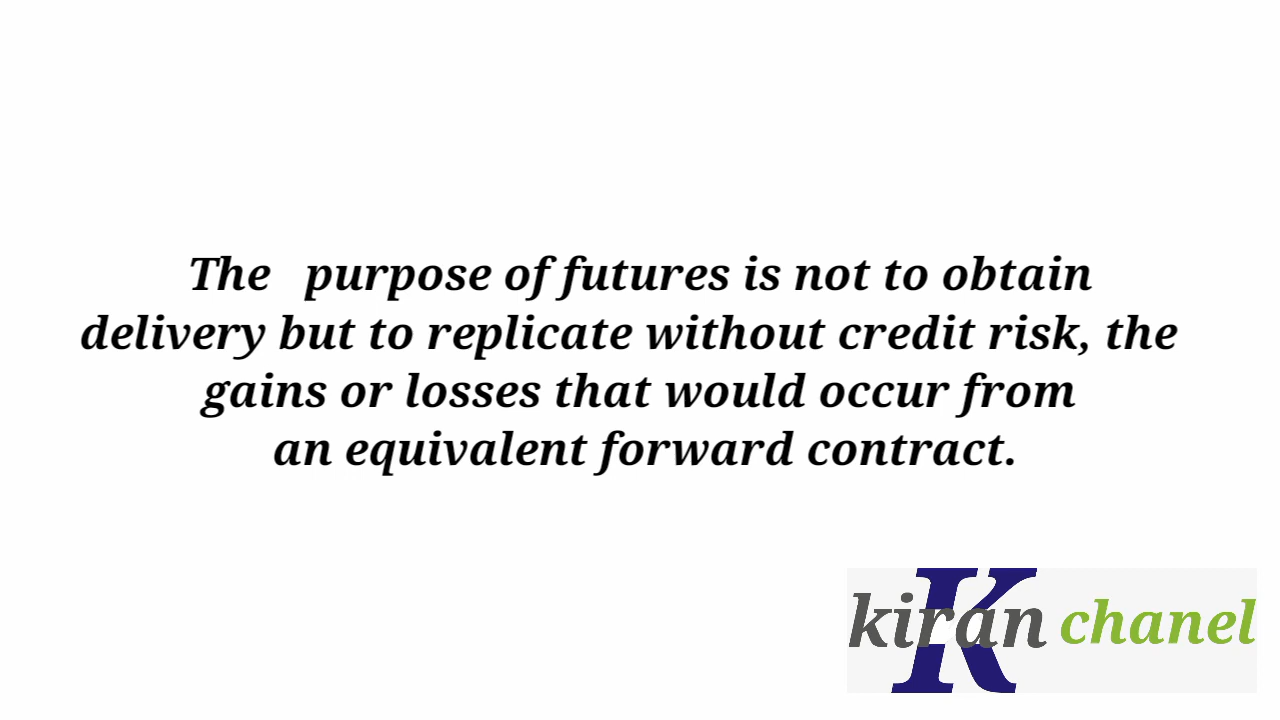 The purpose of futures is not to obtain
delivery but to replicate without credit risk, the
gains or losses that would occur from
an equivalent forward contract.
K
kiran chanel